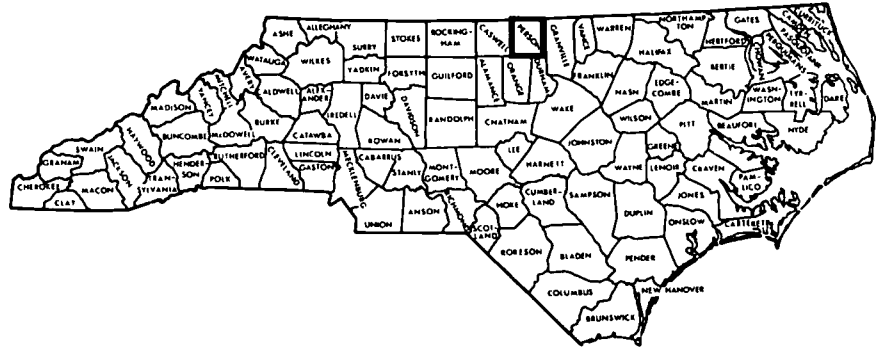 ASHE
ALLEGHANY
SURRY
STOKES
ROCKING-
HAM
CASWELL
PERSON
GRANVILLE
VANCE
WARREN
NORTHAMP
TON
GATES
HERTFORD
HALIFAX
BERTIE
WATAUGA
WILKES
YADKIN
FORSYTH
GUILFORD
ALAMANCE
ORANGE
DURHAM
FRANKLIN
NASH
EDGE-
COMBE
MARTIN
WASH-
INGTON
TYR-
RELL
DARE
MADISON
YANCEY
MITCHELL
AVERY
ALDWELL
ALEX-
ANDER
IREDELL
DAVIE
DAVIDSON
RANDOLPH
CHATHAM
WAKE
WILSON
PITT
BEAUFORT
HYDE
SWAIN
HAYWOOD
BUNCOMBE
McDOWELL
BURKE
CATAWBA
ROWAN
LEE
JOHNSTON
GREENE
GRAHAM
CHEROKEE
CLAY
MACON
JACKSON
TRAN-
SYLVANIA
HENDER-
SON
POLK
RUTHERFORD
CLEVELAND
LINCOLN
GASTON
MECKLENBURG
CABARRUS
STANLY
MONT-
GOMERY
MOORE
HARNETT
WAYNE
LENOIR
CRAVEN
PAM-
LICO
UNION
ANSON
RICHMOND
SCOT-
LAND
HOKE
CUMBER-
LAND
SAMPSON
DUPLIN
JONES
ONSLOW
CARTERET
ROBESON
BLADEN
PENDER
COLUMBUS
NEW HANOVER
BRUNSWICK